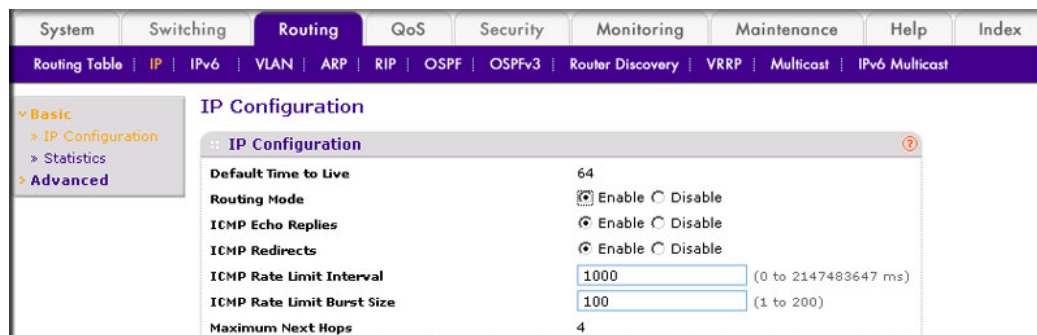 System Switching Routing QoS Security Monitoring Maintenance Help Index
Routing Table | IP | IPv6 | VLAN | ARP | RIP | OSPF | OSPFv3 | Router Discovery | VRRP | Multicast | IPv6 Multicast
Basic
» IP Configuration
» Statistics
Advanced
IP Configuration
IP Configuration ?
Default Time to Live 64
Routing Mode Enable Disable
ICMP Echo Replies Enable Disable
ICMP Redirects Enable Disable
ICMP Rate Limit Interval 1000 (0 to 2147483647 ms)
ICMP Rate Limit Burst Size 100 (1 to 200)
Maximum Next Hops 4